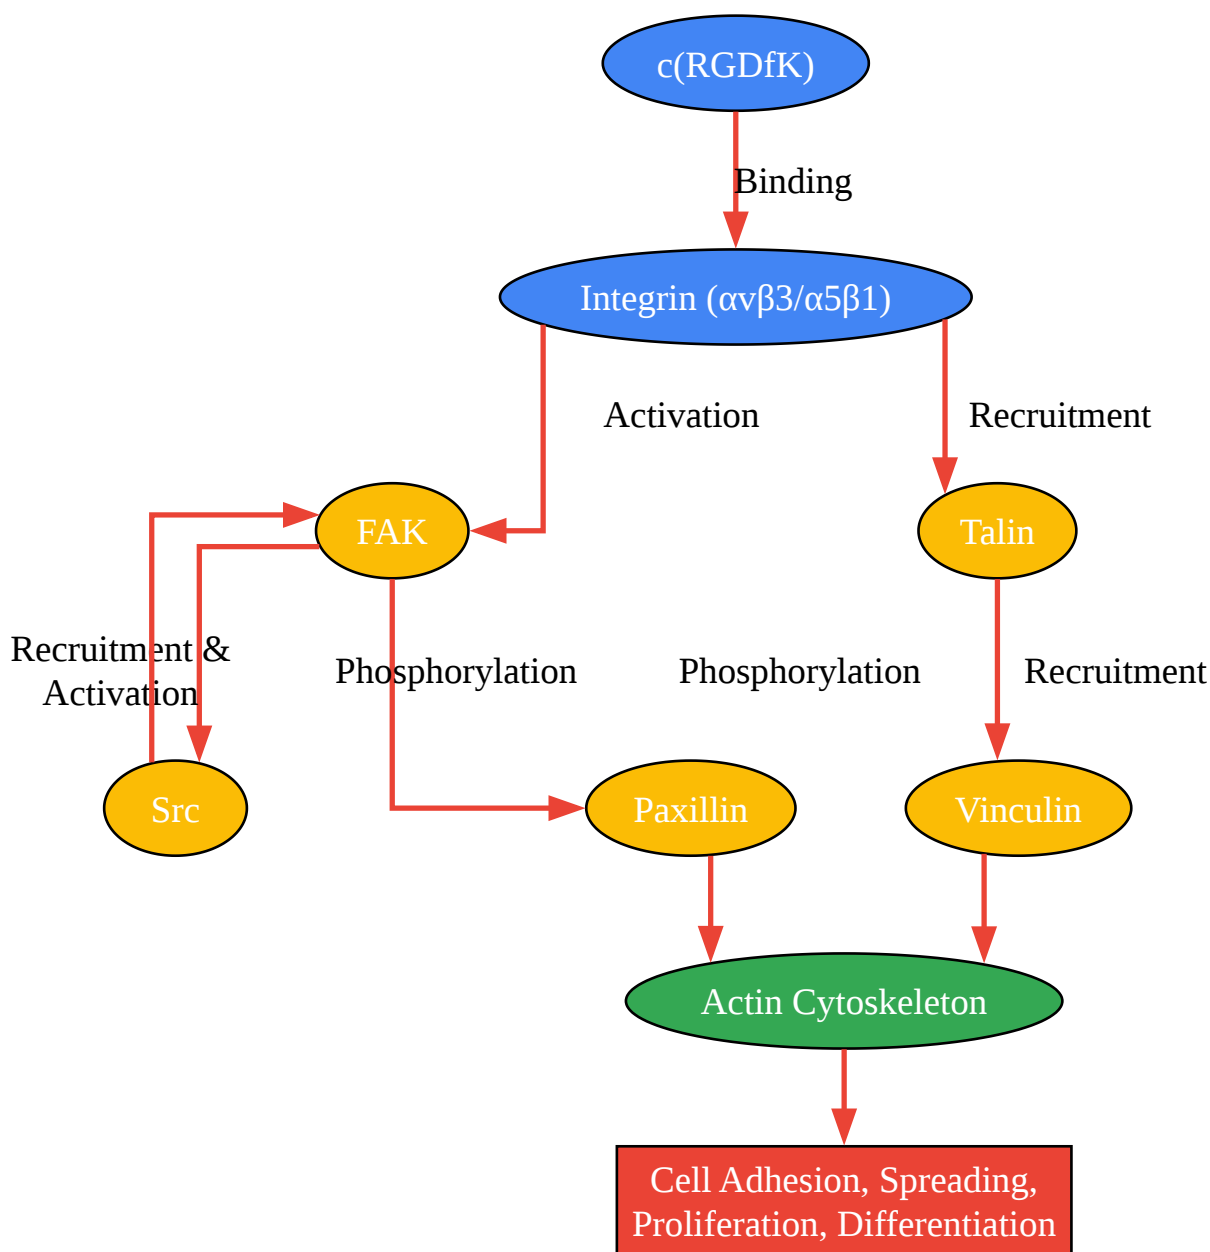 c(RGDfK)
Binding
Integrin (αvβ3/α5β1)
Activation
Recruitment
FAK
Talin
Recruitment &
Activation
Phosphorylation
Phosphorylation
Recruitment
Src
Paxillin
Vinculin
Actin Cytoskeleton
Cell Adhesion, Spreading,
Proliferation, Differentiation